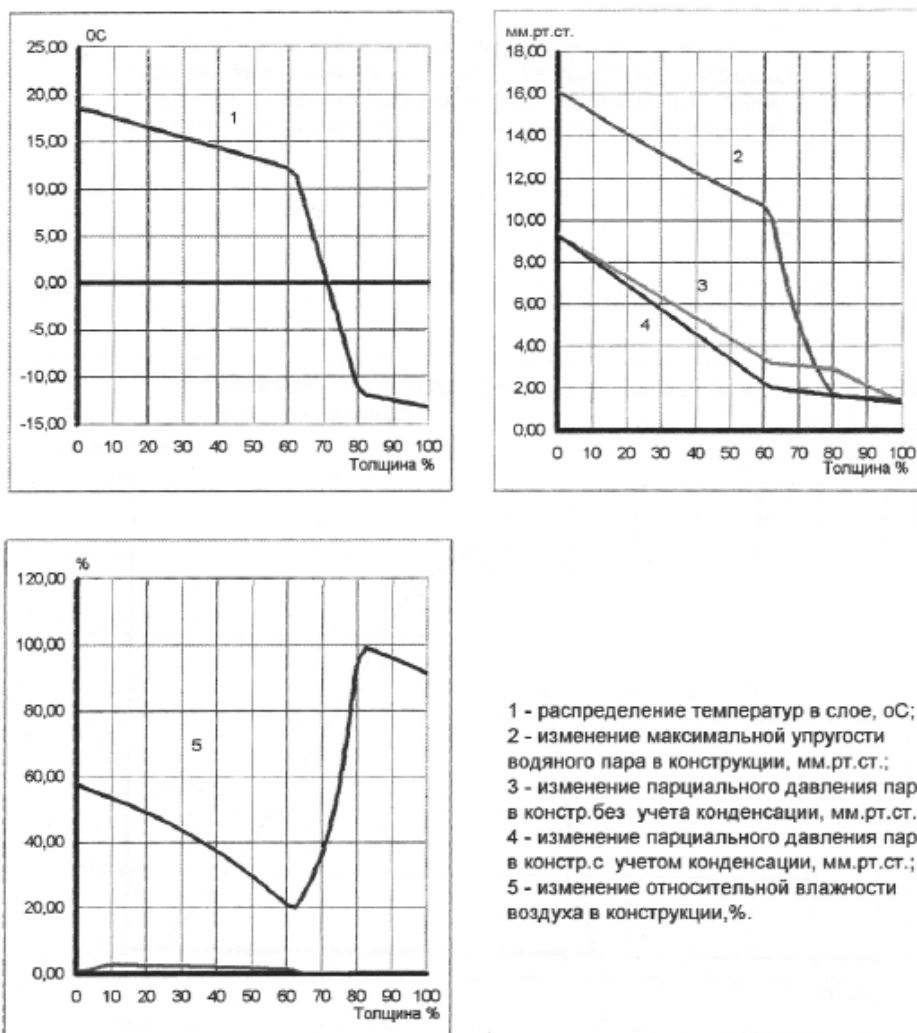 0С
25,00
20,00
15,00
10,00
5,00
0,00
-5,00
-10,00
-15,00
1
0 10 20 30 40 50 60 70 80 90 100
Толщина %
мм.рт.ст.
18,00
16,00
14,00
12,00
10,00
8,00
6,00
4,00
2,00
0,00
2
3
4
0 10 20 30 40 50 60 70 80 90 100
Толщина %
%
120,00
100,00
80,00
60,00
40,00
20,00
0,00
5
0 10 20 30 40 50 60 70 80 90 100
Толщина %
1 - распределение температур в слое, оС;
2 - изменение максимальной упругости
водяного пара в конструкции, мм.рт.ст.;
3 - изменение парциального давления пар
в констр.без учета конденсации, мм.рт.ст.
4 - изменение парциального давления пар
в констр.с учетом конденсации, мм.рт.ст.;
5 - изменение относительной влажности
воздуха в конструкции,%.